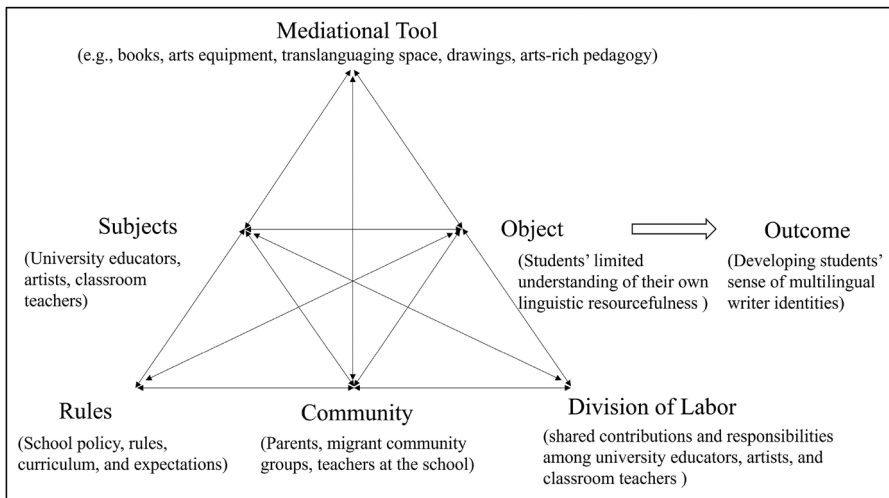 Mediational Tool
(e.g., books, arts equipment, translanguaging space, drawings, arts-rich pedagogy)
Subjects
(University educators,
artists, classroom
teachers)
Object
(Students’ limited
understanding of their own
linguistic resourcefulness )
Outcome
(Developing students’
sense of multilingual
writer identities)
Rules
(School policy, rules,
curriculum, and expectations)
Community
(Parents, migrant community
groups, teachers at the school)
Division of Labor
(shared contributions and responsibilities
among university educators, artists, and
classroom teachers )